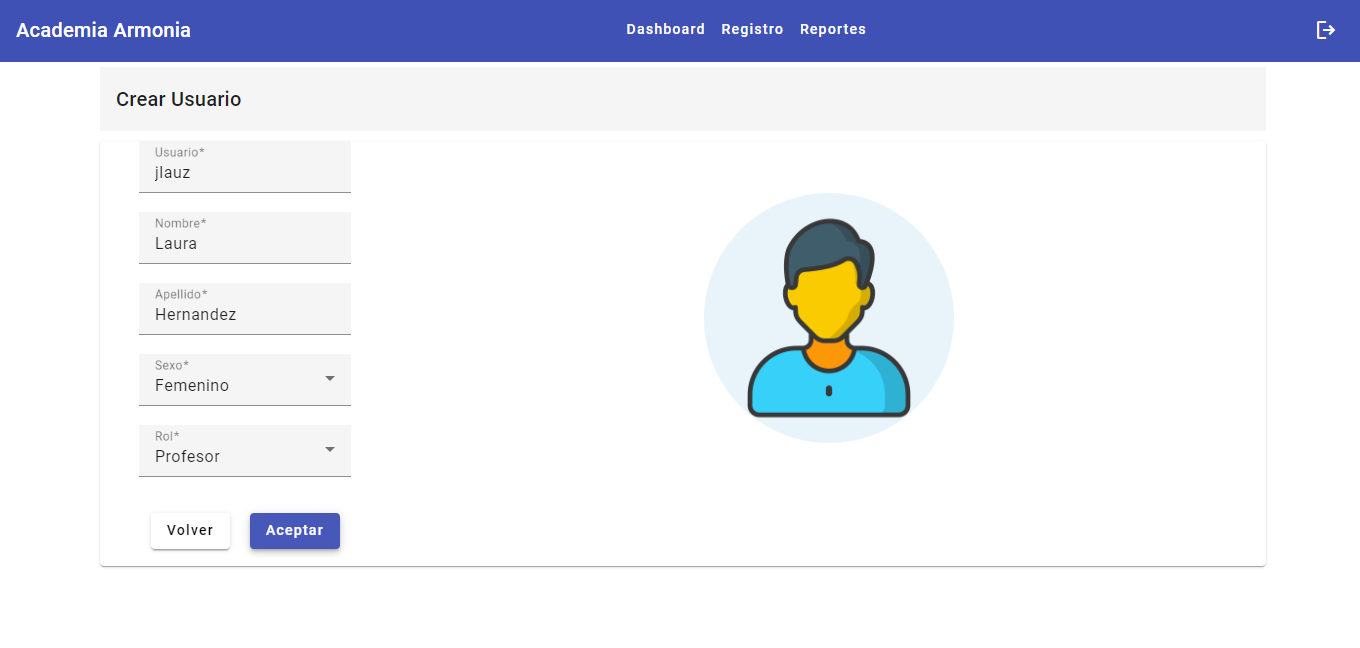 Academia Armonia
Dashboard Registro Reportes
Crear Usuario
Usuario*
jlauz
Nombre*
Laura
Apellido*
Hernandez
Sexo*
Femenino
Rol*
Profesor
Volver Aceptar